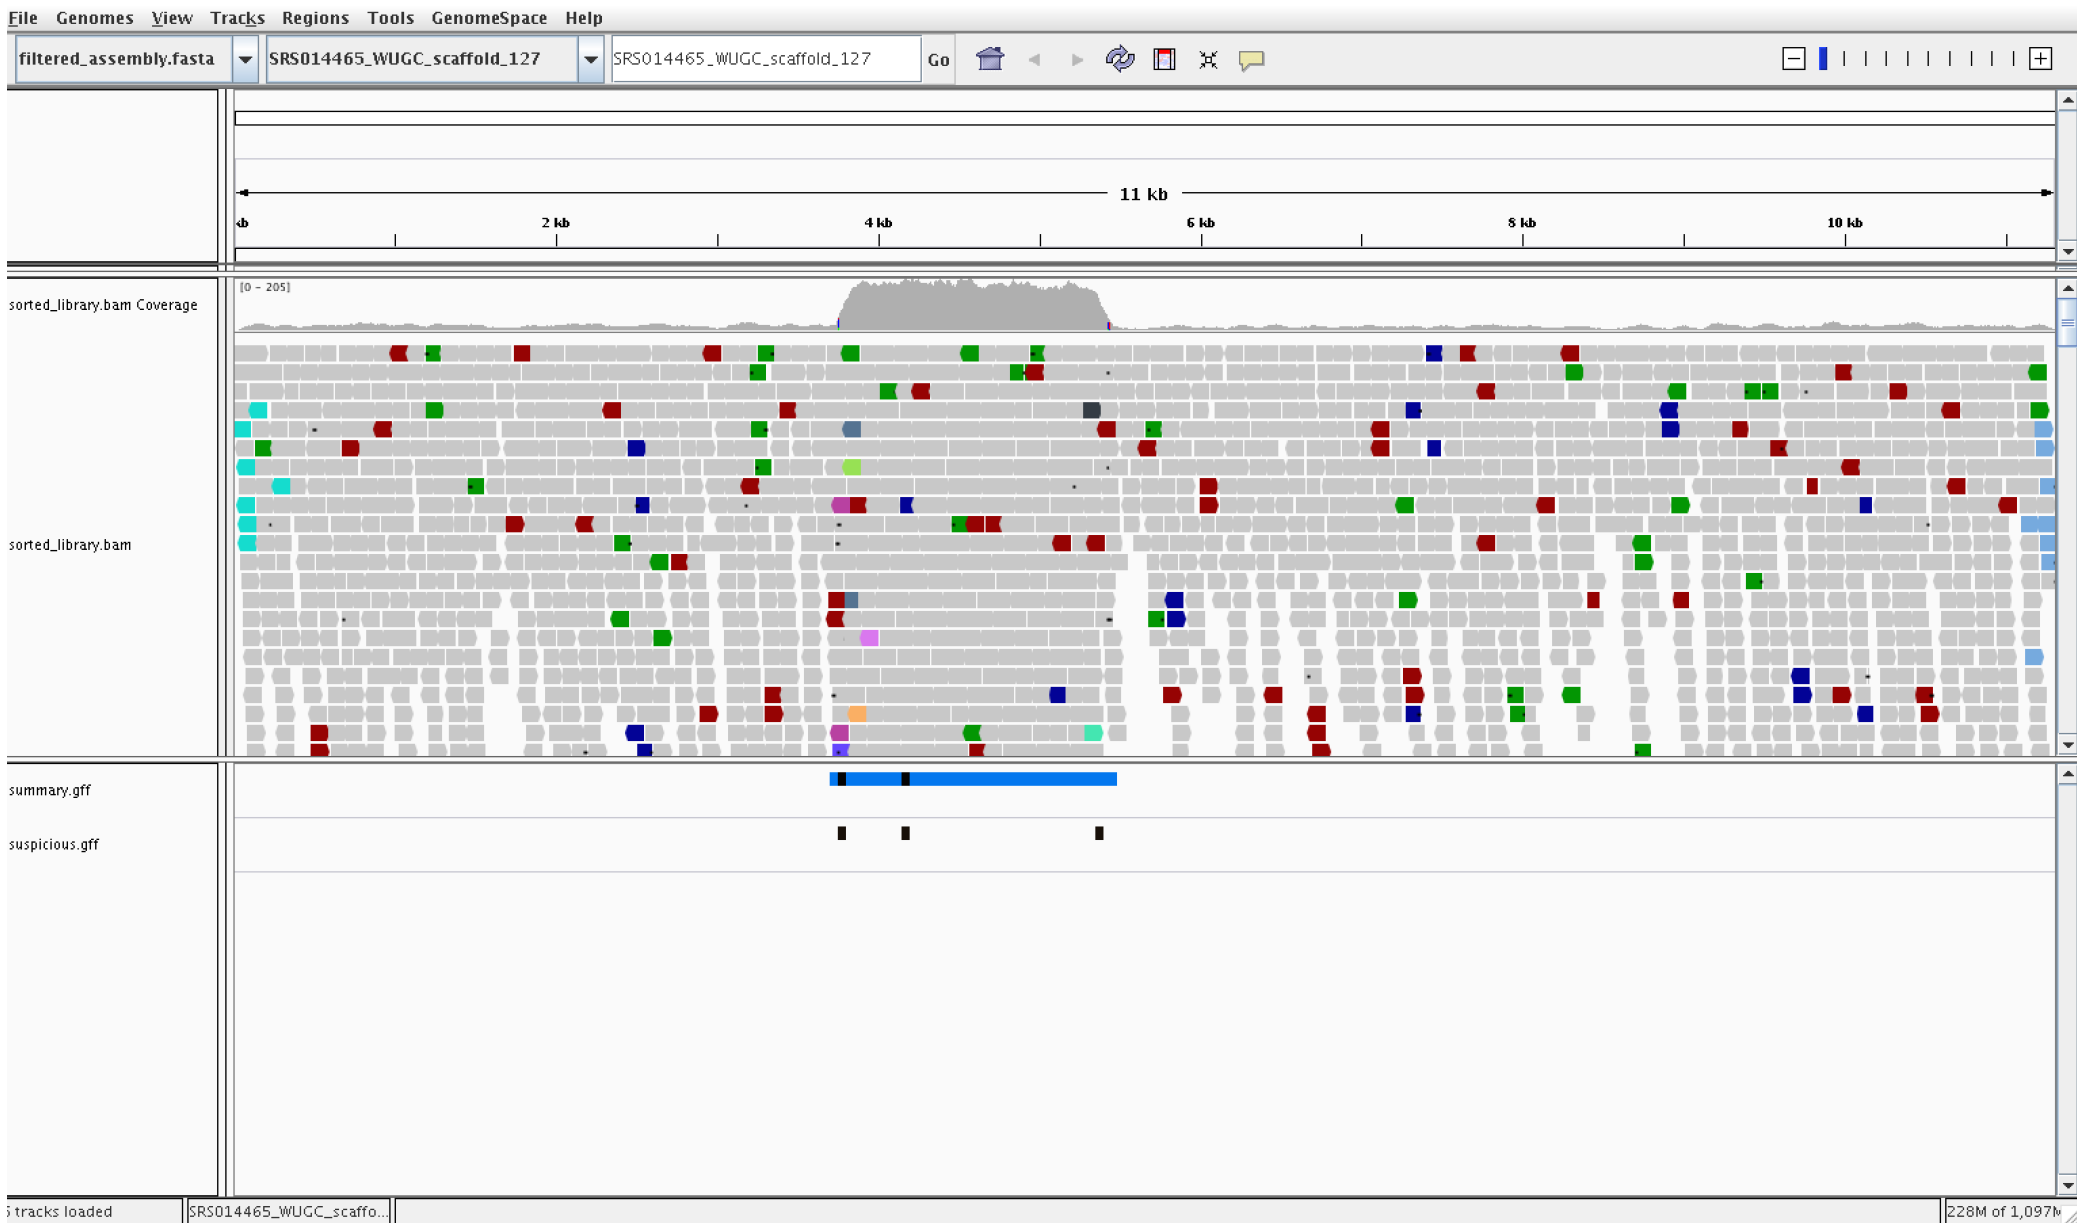 File Genomes View Tracks Regions Tools GenomeSpace Help
filtered_assembly.fasta SRS014465_WUGC_scaffold_127 SRS014465_WUGC_scaffold_127 Go
11 kb
kb 2 kb 4 kb 6 kb 8 kb 10 kb
[0 - 205]
sorted_library.bam Coverage
sorted_library.bam
summary.gff
suspicious.gff
tracks loaded SRS014465_WUGC_scaffo... 228M of 1,097M